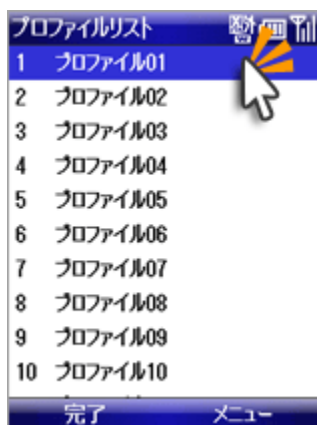 プロファイルリスト
1 プロファイル01
2 プロファイル02
3 プロファイル03
4 プロファイル04
5 プロファイル05
6 プロファイル06
7 プロファイル07
8 プロファイル08
9 プロファイル09
10 プロファイル10
完了 メニュー